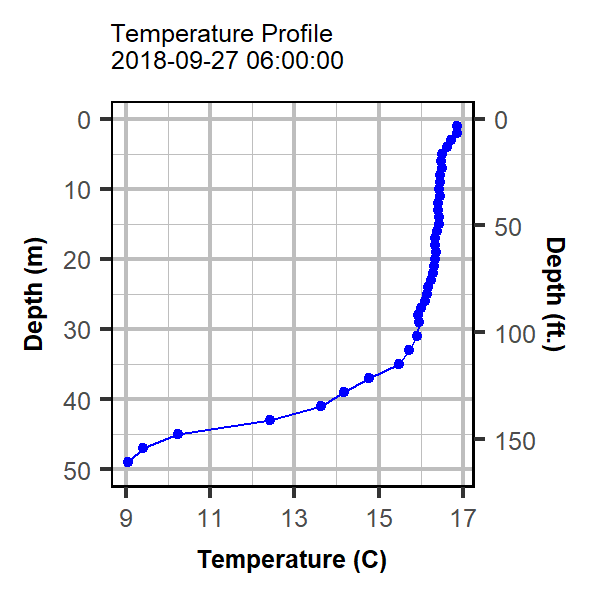 Temperature Profile
2018-09-27 06:00:00
0
10
20
30
40
50
Depth (m)
0
50
100
150
Depth (ft.)
9 11 13 15 17
Temperature (C)